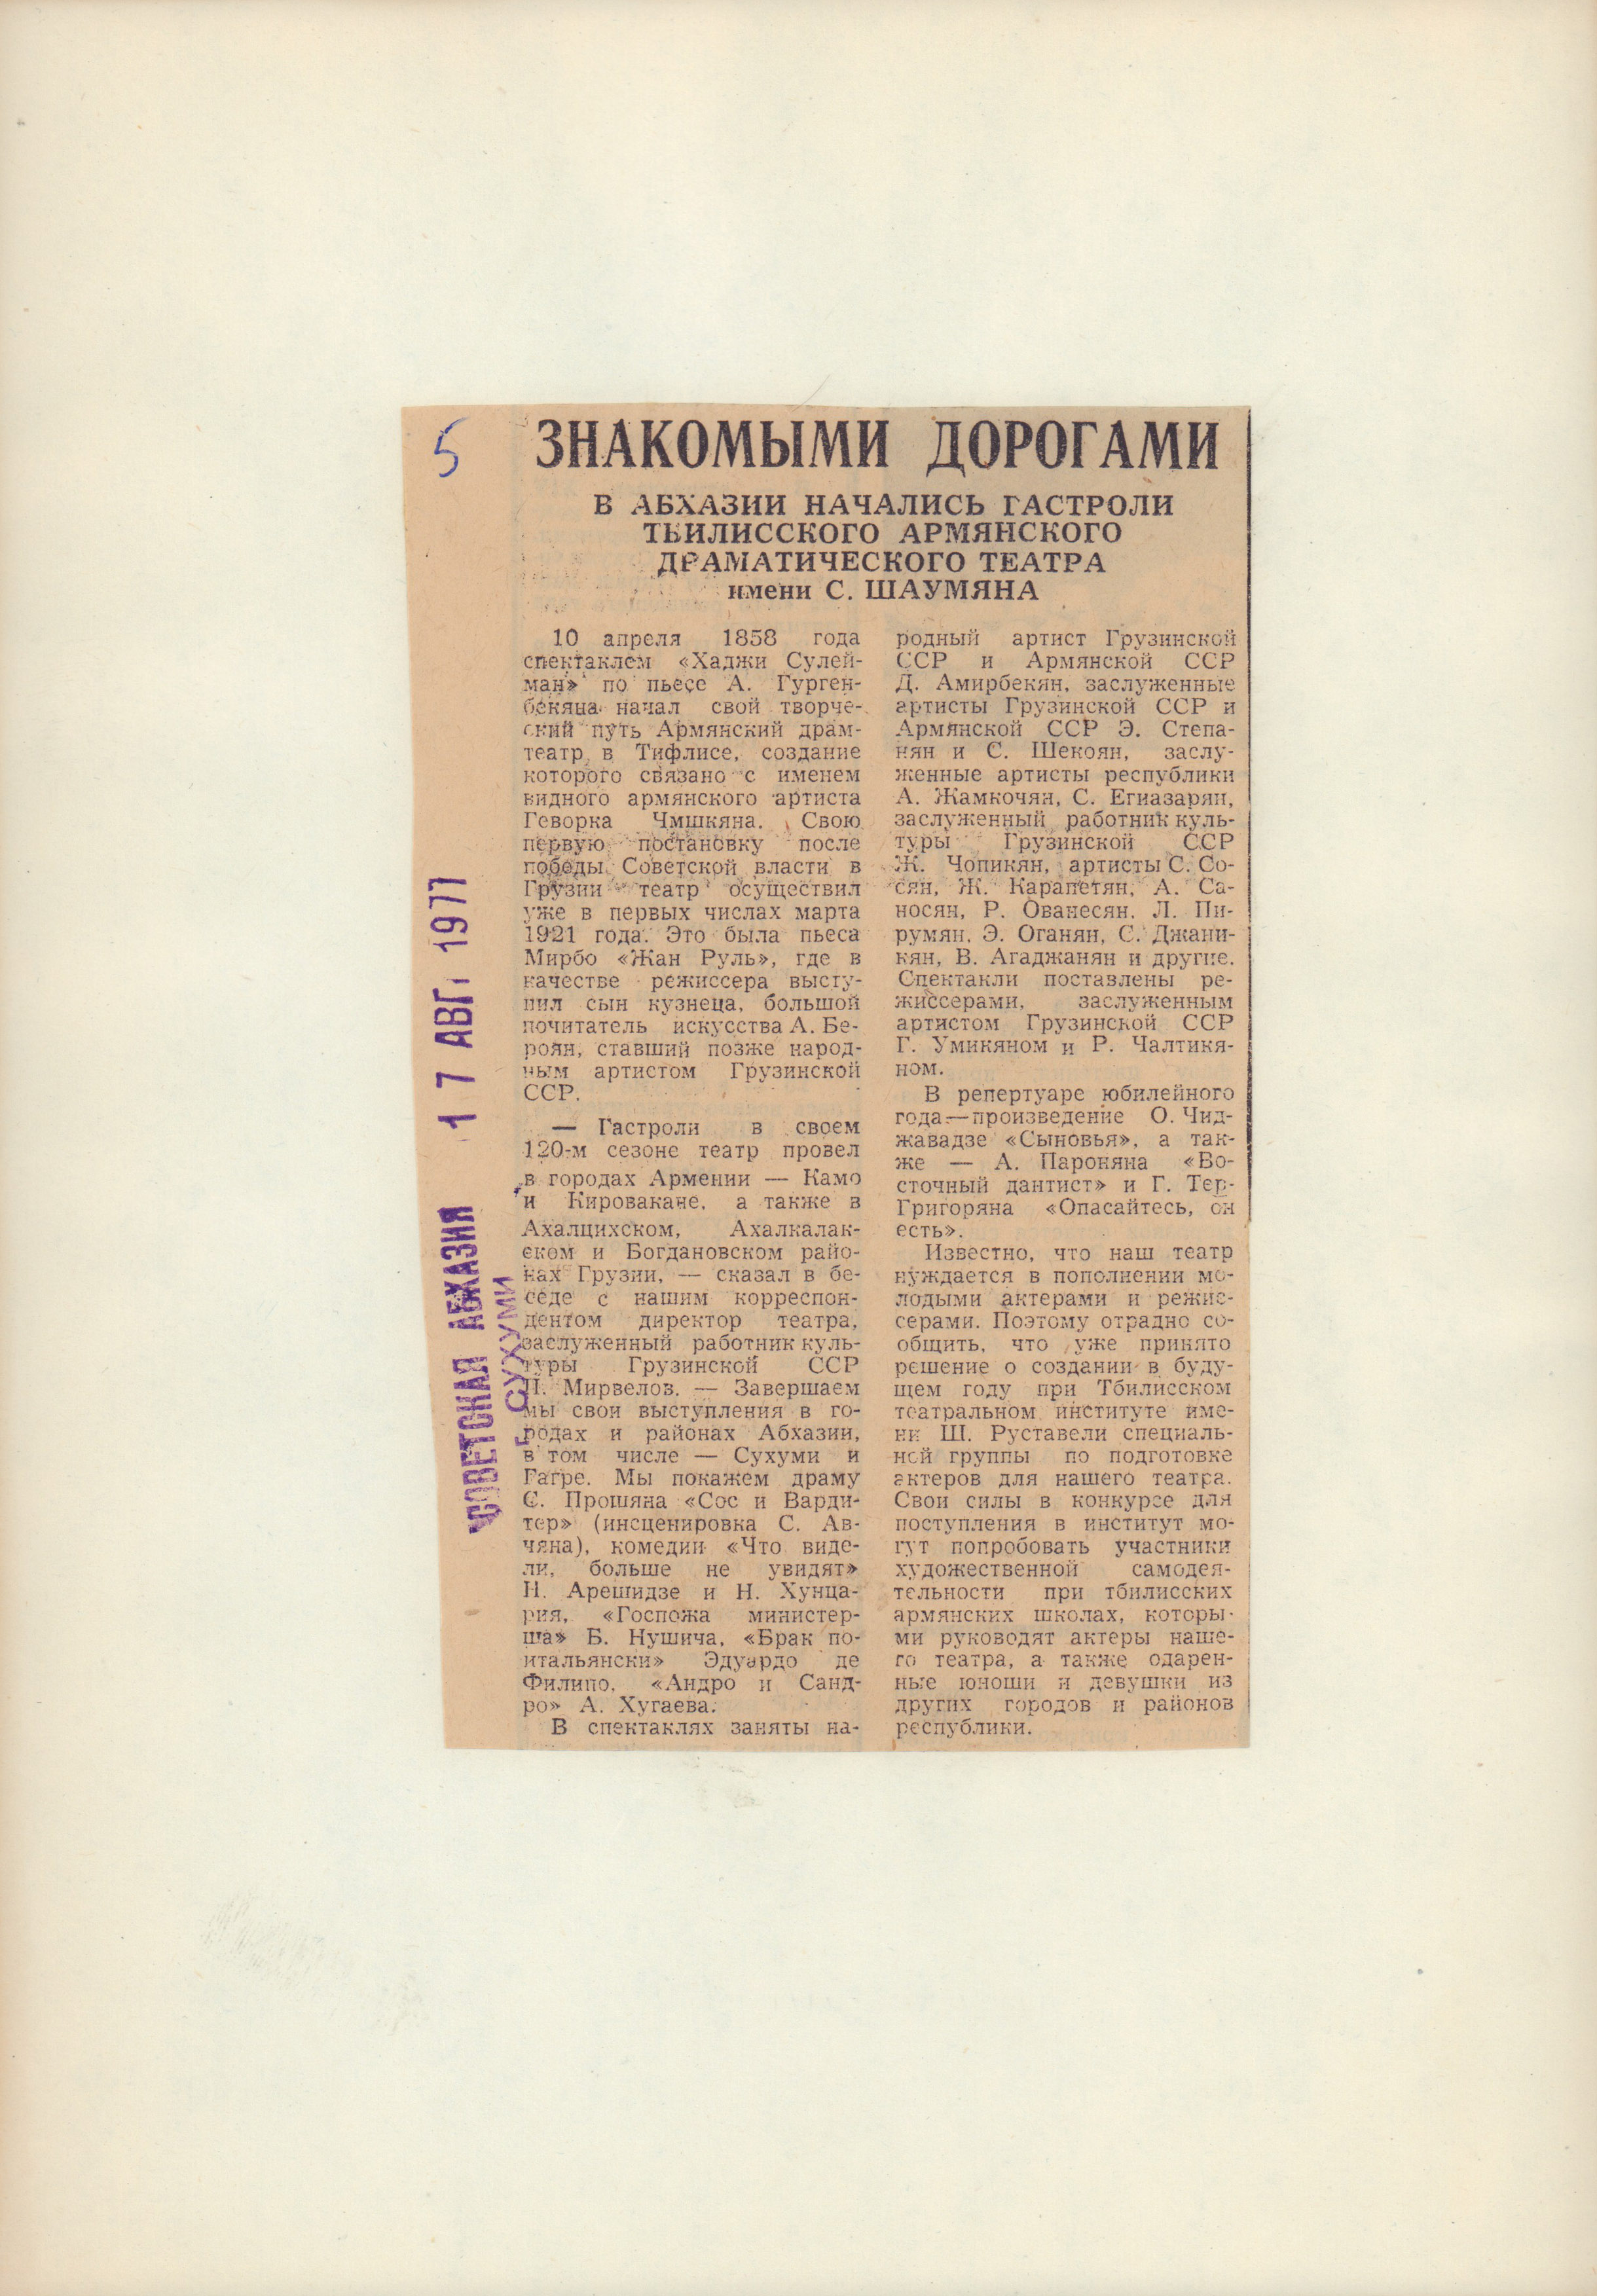 5
ЗНАКОМЫМИ ДОРОГАМИ
В АБХАЗИИ НАЧАЛИСЬ ГАСТРОЛИ
ТБИЛИССКОГО АРМЯНСКОГО
ДРАМАТИЧЕСКОГО ТЕАТРА
имени С. ШАУМЯНА
10 апреля 1858 года
спектаклем «Хаджи Сулей-
ман» по пьесе А. Гурген-
бекяна начал свой творче-
ский путь Армянский драм-
театр в Тифлисе, создание
которого связано с именем
видного армянского артиста
Геворка Чмшкяна. Свою
первую постановку после
победы Советской власти в
Грузии театр осуществил
уже в первых числах марта
1921 года. Это была пьеса
Мирбо «Жан Руль», где в
качестве режиссера высту-
пил сын кузнеца, большой
почитатель искусства А. Бе-
роян, ставший позже народ-
ным артистом Грузинской
ССР.
— Гастроли в своем
120-м сезоне театр провел
в городах Армении — Камо
и Кировакане, а также в
Ахалцихском, Ахалкалак-
ском и Богдановском райо-
нах Грузии, — сказал в бе-
седе с нашим корреспон-
дентом директор театра,
заслуженный работник куль-
туры Грузинской ССР
П. Мирвелов. — Завершаем
мы свои выступления в го-
родах и районах Абхазии,
в том числе — Сухуми и
Гагре. Мы покажем драму
С. Прошяна «Сос и Варди-
тер» (инсценировка С. Ав-
чяна), комедии «Что виде-
ли, больше не увидят»
Н. Арешидзе и Н. Хунца-
рия, «Госпожа министер-
ша» Б. Нушича, «Брак по-
итальянски» Эдуардо де
Филипо, «Андро и Санд-
ро» А. Хугаева.
В спектаклях заняты на-
родный артист Грузинской
ССР и Армянской ССР
Д. Амирбекян, заслуженные
артисты Грузинской ССР и
Армянской ССР Э. Степа-
нян и С. Шекоян, заслу-
женные артисты республики
А. Жамкочян, С. Егиазарян,
заслуженный работник куль-
туры Грузинской ССР
Ж. Чопикян, артисты С. Со-
сян, Ж. Карапетян, А. Са-
носян, Р. Ованесян, Л. Пи-
румян, Э. Оганян, С. Джани-
кян, В. Агаджанян и другие.
Спектакли поставлены ре-
жиссерами, заслуженным
артистом Грузинской ССР
Г. Умикяном и Р. Чалтикя-
ном.
В репертуаре юбилейного
года — произведение О. Чид-
жавадзе «Сыновья», а так-
же — А. Пароняна «Во-
сточный дантист» и Г. Тер-
Григоряна «Опасайтесь, он
есть».
Известно, что наш театр
нуждается в пополнении мо-
лодыми актерами и режис-
серами. Поэтому отрадно со-
общить, что уже принято
решение о создании в буду-
щем году при Тбилисском
театральном институте име-
ни Ш. Руставели специаль-
ной группы по подготовке
актеров для нашего театра.
Свои силы в конкурсе для
поступления в институт мо-
гут попробовать участники
художественной самодея-
тельности при тбилисских
армянских школах, которы-
ми руководят актеры наше-
го театра, а также одарен-
ные юноши и девушки из
других городов и районов
республики.
17 АВГ 1977
СОВЕТСКАЯ АБХАЗИЯ
г. СУХУМИ